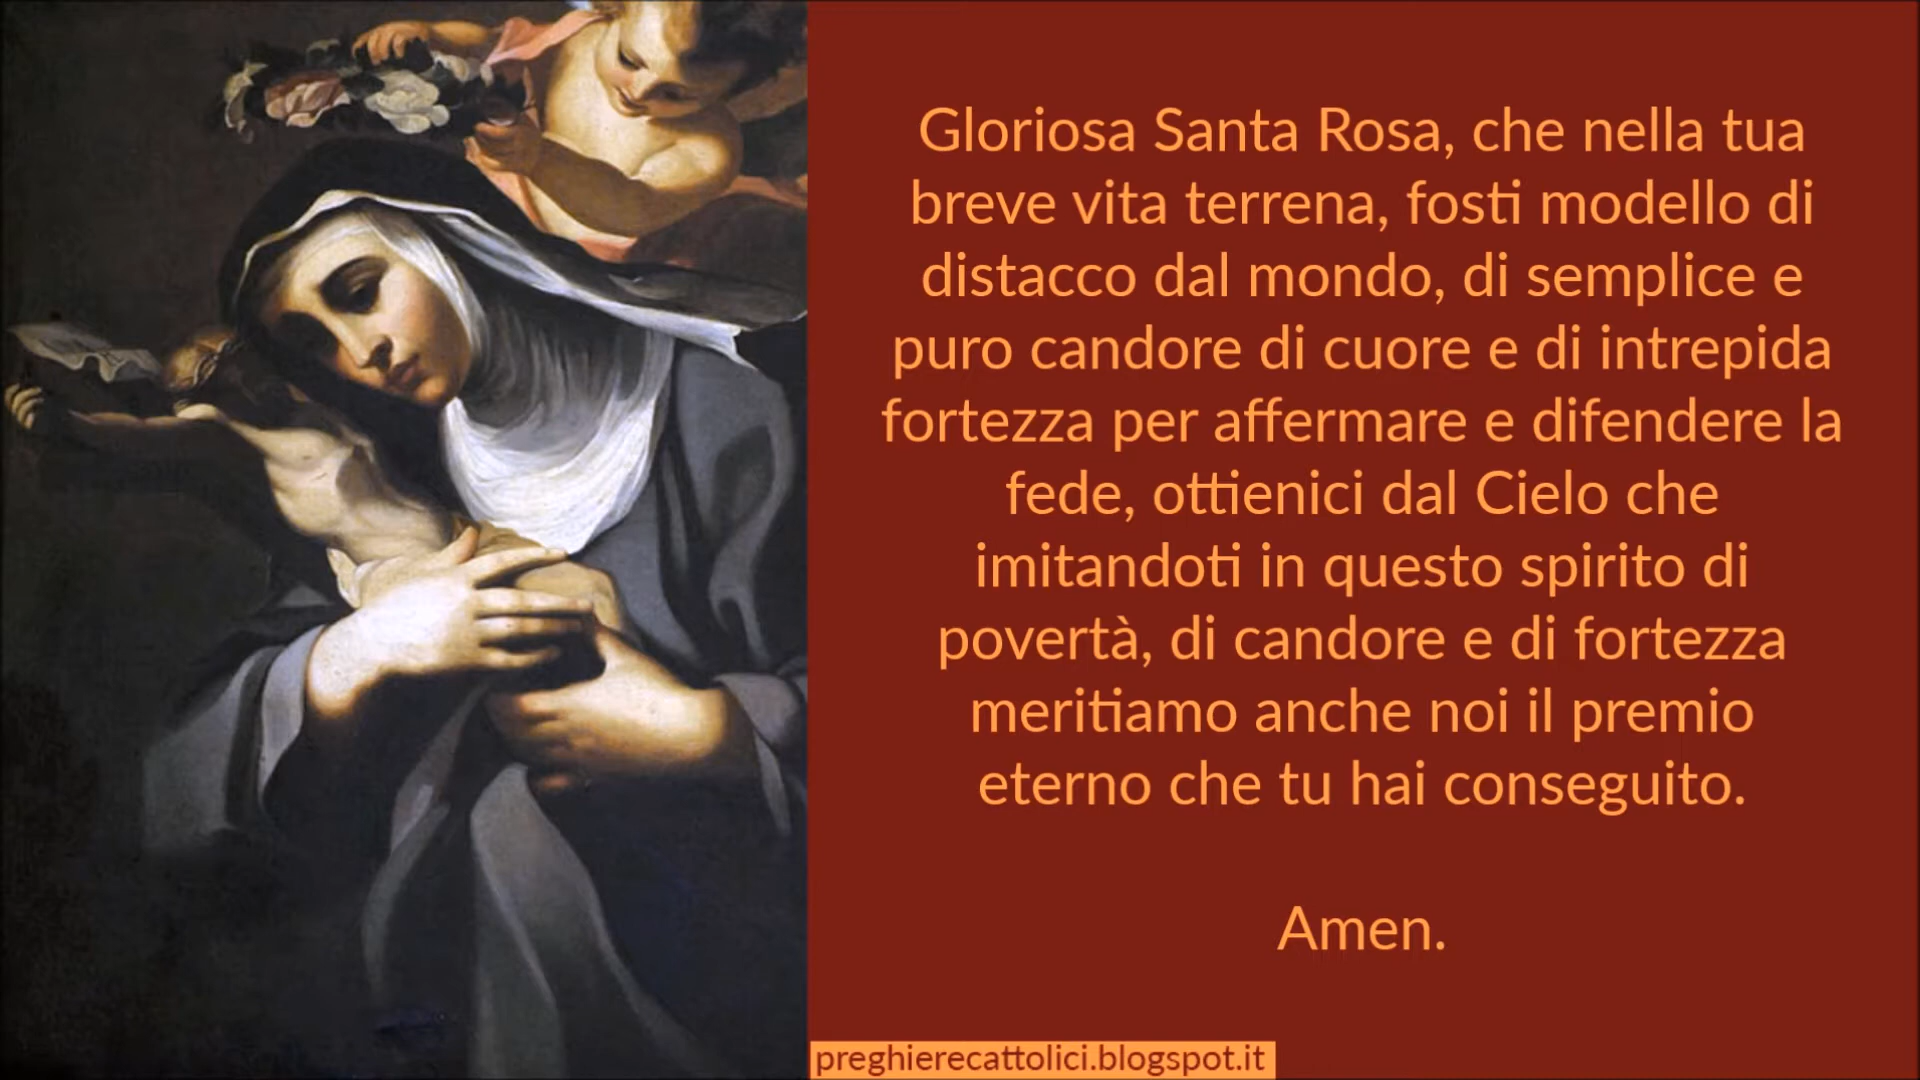 Gloriosa Santa Rosa, che nella tua
breve vita terrena, fosti modello di
distacco dal mondo, di semplice e
puro candore di cuore e di intrepida
fortezza per affermare e difendere la
fede, ottienici dal Cielo che
imitandoti in questo spirito di
povertà, di candore e di fortezza
meritiamo anche noi il premio
eterno che tu hai conseguito.
Amen.
preghierecattolici.blogspot.it